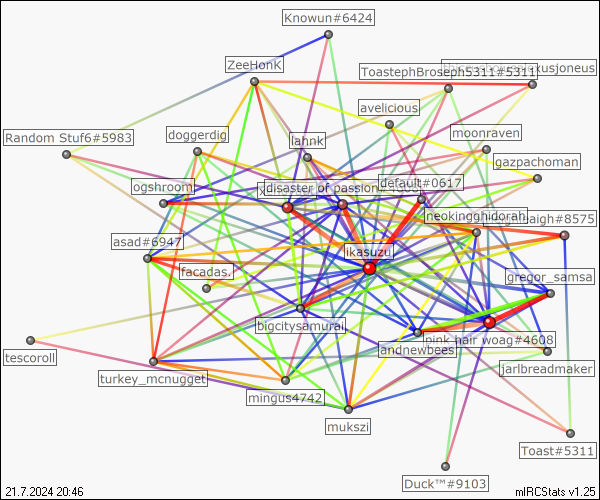 Knowun#6424
ZeeHonk
ToastephBroseph5311#5311
avelicious
Random Stuf6#5983
doggerdig
lahnk
moonraven
gazpachoman
ogshroom
disaster of passion
default#0617
neokingghidorah
#8575
asad#6947
ikasuzu
facadas.
gregor_samsa
bigcitysamurai
pink hair woag#4608
andnewbees
tescoroll
turkey_mcnugget
jarlbreadmaker
mingus4742
mukszi
Toast#5311
Duck™#9103
21.7.2024 20:46
mIRCStats v1.25